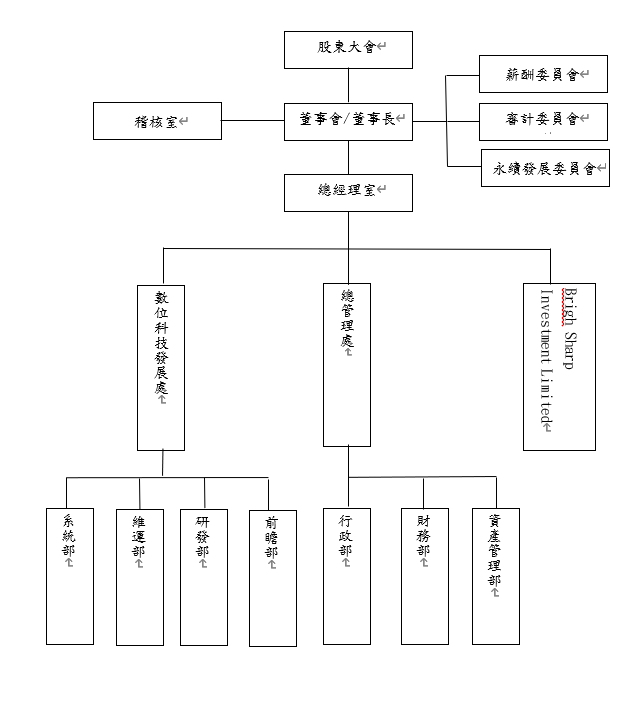 股東大會
薪酬委員會
稽核室
董事會/董事長
審計委員會
永續發展委員會
總經理室
數位科技發展處
總管理處
Brigh Sharp
Investment Limited
系統部
維運部
研發部
前瞻部
行政部
財務部
資產管理部